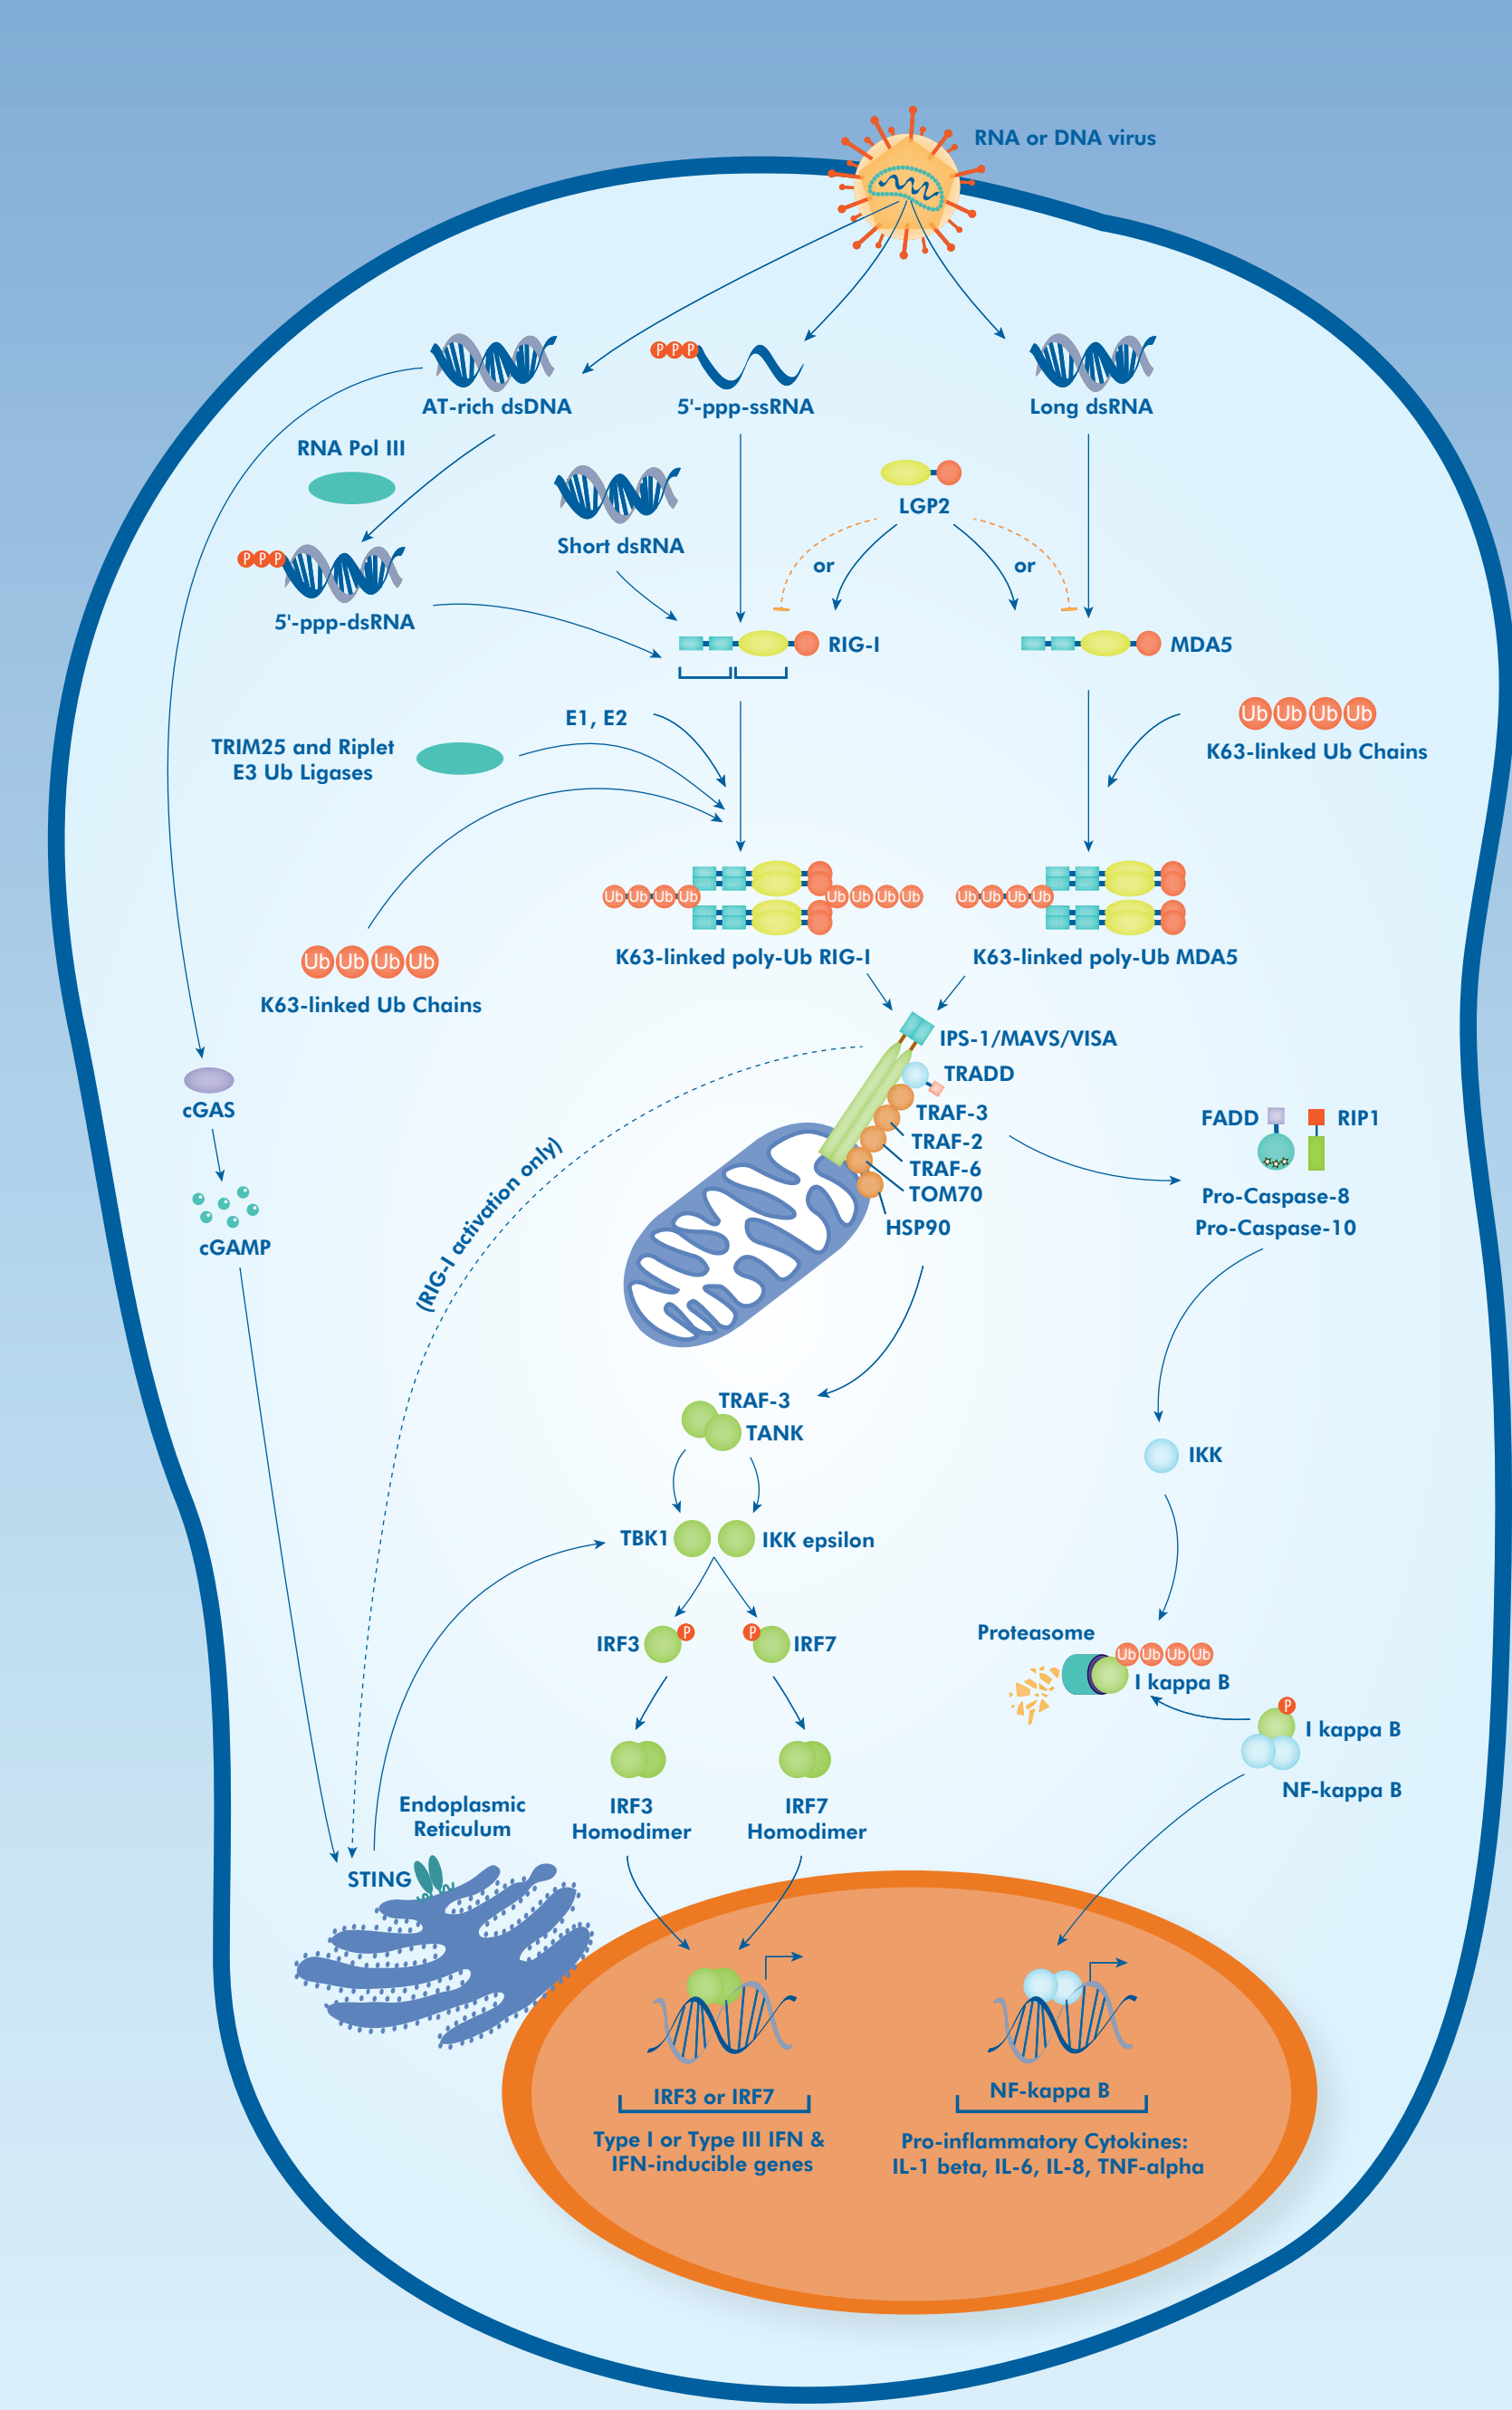 RNA or DNA virus
P P P
AT-rich dsDNA
5'-ppp-ssRNA
Long dsRNA
RNA Pol III
LGP2
Short dsRNA
or
or
P P P
5'-ppp-dsRNA
RIG-I
MDA5
E1, E2
Ub Ub Ub Ub
K63-linked Ub Chains
TRIM25 and Riplet
E3 Ub Ligases
Ub Ub Ub Ub
Ub Ub Ub Ub
Ub Ub Ub Ub
K63-linked poly-Ub RIG-I
K63-linked poly-Ub MDA5
Ub Ub Ub Ub
K63-linked Ub Chains
IPS-1/MAVS/VISA
TRADD
TRAF-3
TRAF-2
TRAF-6
TOM70
HSP90
cGAS
cGAMP
(RIG-I activation only)
FADD
RIP1
Pro-Caspase-8
Pro-Caspase-10
TRAF-3
TANK
IKK
TBK1
IKK epsilon
IRF3
P
P
IRF7
Proteasome
Ub Ub Ub Ub
I kappa B
P
I kappa B
NF-kappa B
Endoplasmic
Reticulum
IRF3
Homodimer
IRF7
Homodimer
STING
IRF3 or IRF7
Type I or Type III IFN &
IFN-inducible genes
NF-kappa B
Pro-inflammatory Cytokines:
IL-1 beta, IL-6, IL-8, TNF-alpha